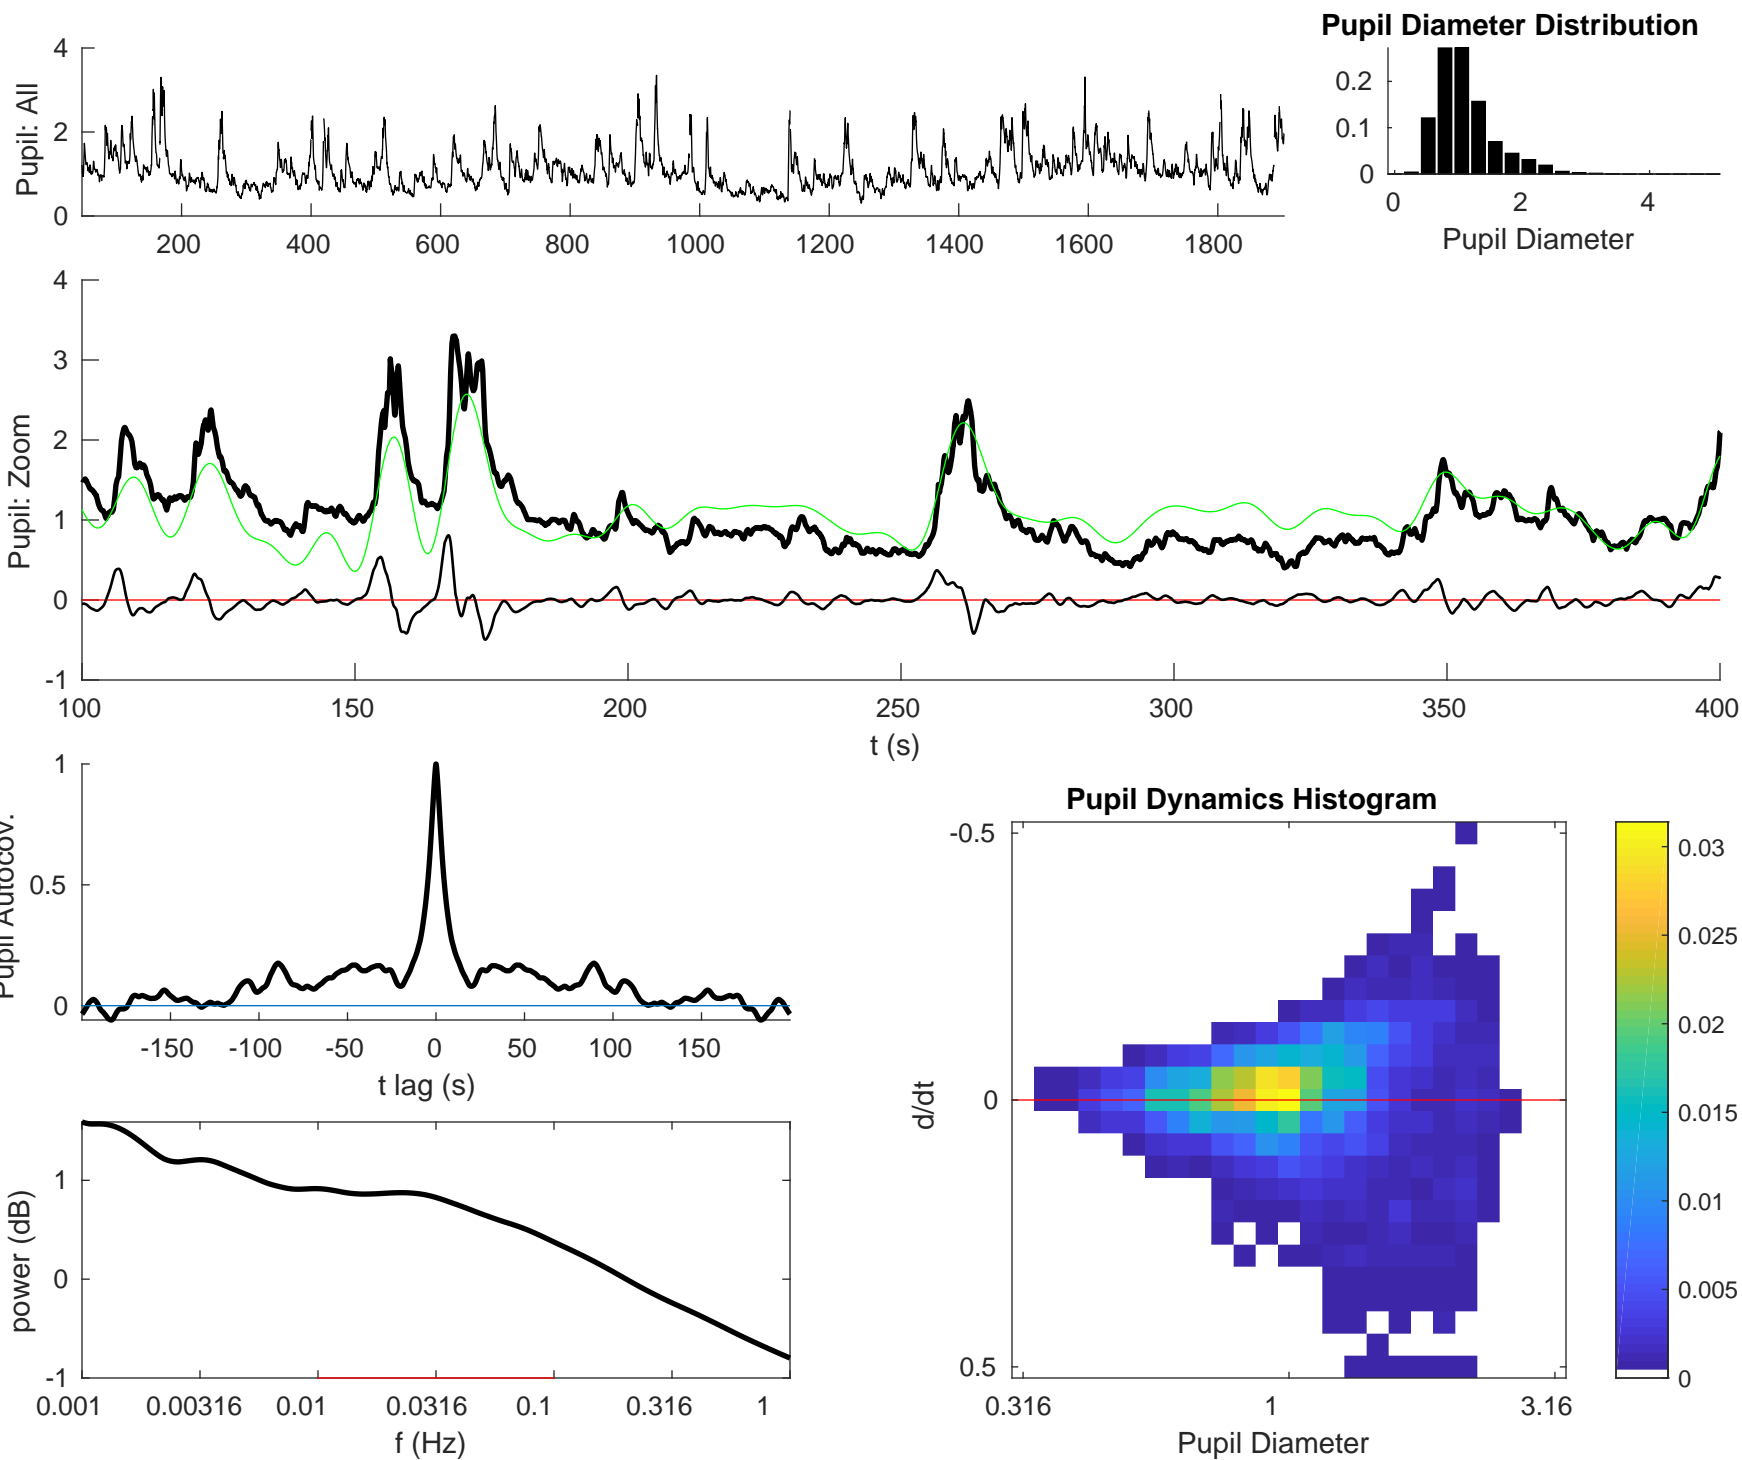 Pupil Diameter Distribution
4
2
0
Pupil: All
200 400 600 800 1000 1200 1400 1600 1800
0.2
0.1
0
0 2 4
Pupil Diameter
4
3
2
1
0
-1
Pupil: Zoom
100 150 200 250 300 350 400
t (s)
1
0.5
0
Pupil Autocov.
-150 -100 -50 0 50 100 150
t lag (s)
1
0
-1
power (dB)
0.001 0.00316 0.01 0.0316 0.1 0.316 1
f (Hz)
Pupil Dynamics Histogram
-0.5
0
0.5
d/dt
0.316 1 3.16
Pupil Diameter
0.03
0.025
0.02
0.015
0.01
0.005
0